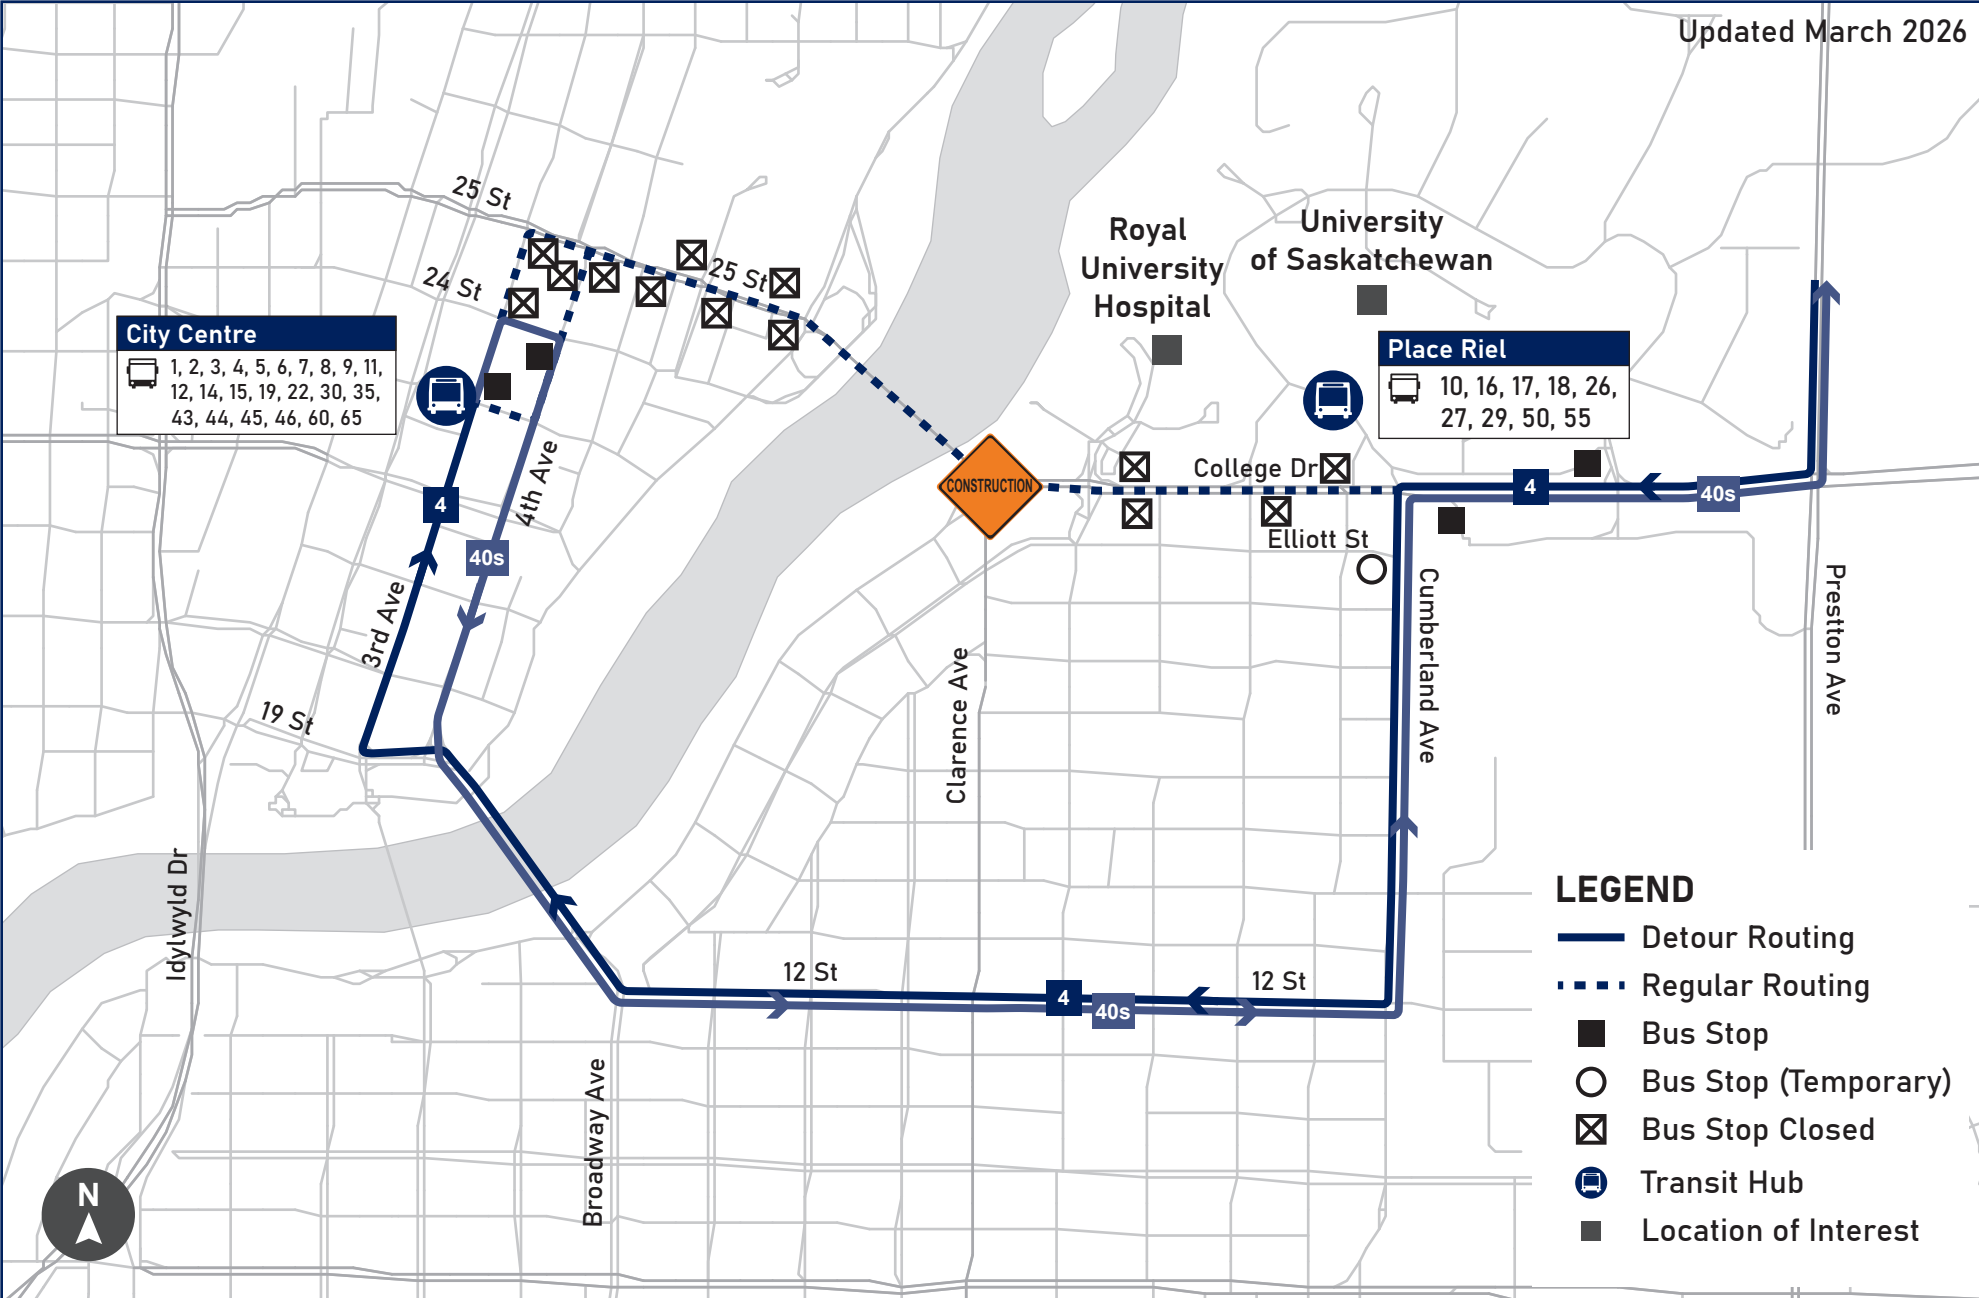 Updated March 2026
25 St
Royal
University
Hospital
University
of Saskatchewan
24 St
25 St
City Centre
1, 2, 3, 4, 5, 6, 7, 8, 9, 11,
12, 14, 15, 19, 22, 30, 35,
43, 44, 45, 46, 60, 65
Place Riel
10, 16, 17, 18, 26,
27, 29, 50, 55
4th Ave
College Dr
CONSTRUCTION
4
4
40s
Elliott St
40s
3rd Ave
Cumberland Ave
Prestton Ave
Clarence Ave
19 St
Idylwyld Dr
12 St
12 St
4
40s
Broadway Ave
N
LEGEND
Detour Routing
Regular Routing
Bus Stop
Bus Stop (Temporary)
Bus Stop Closed
Transit Hub
Location of Interest